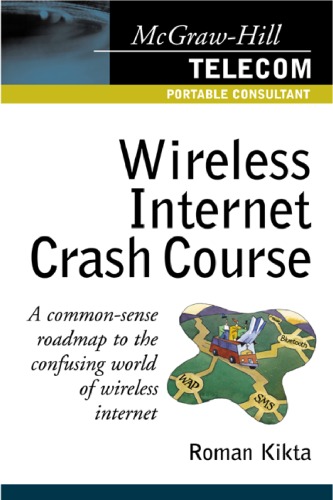 McGraw-Hill
TELECOM
PORTABLE CONSULTANT
Wireless
Internet
Crash Course
A common-sense
roadmap to the
confusing world
of wireless
internet
Bluetooth
WAP
SMS
Roman Kikta